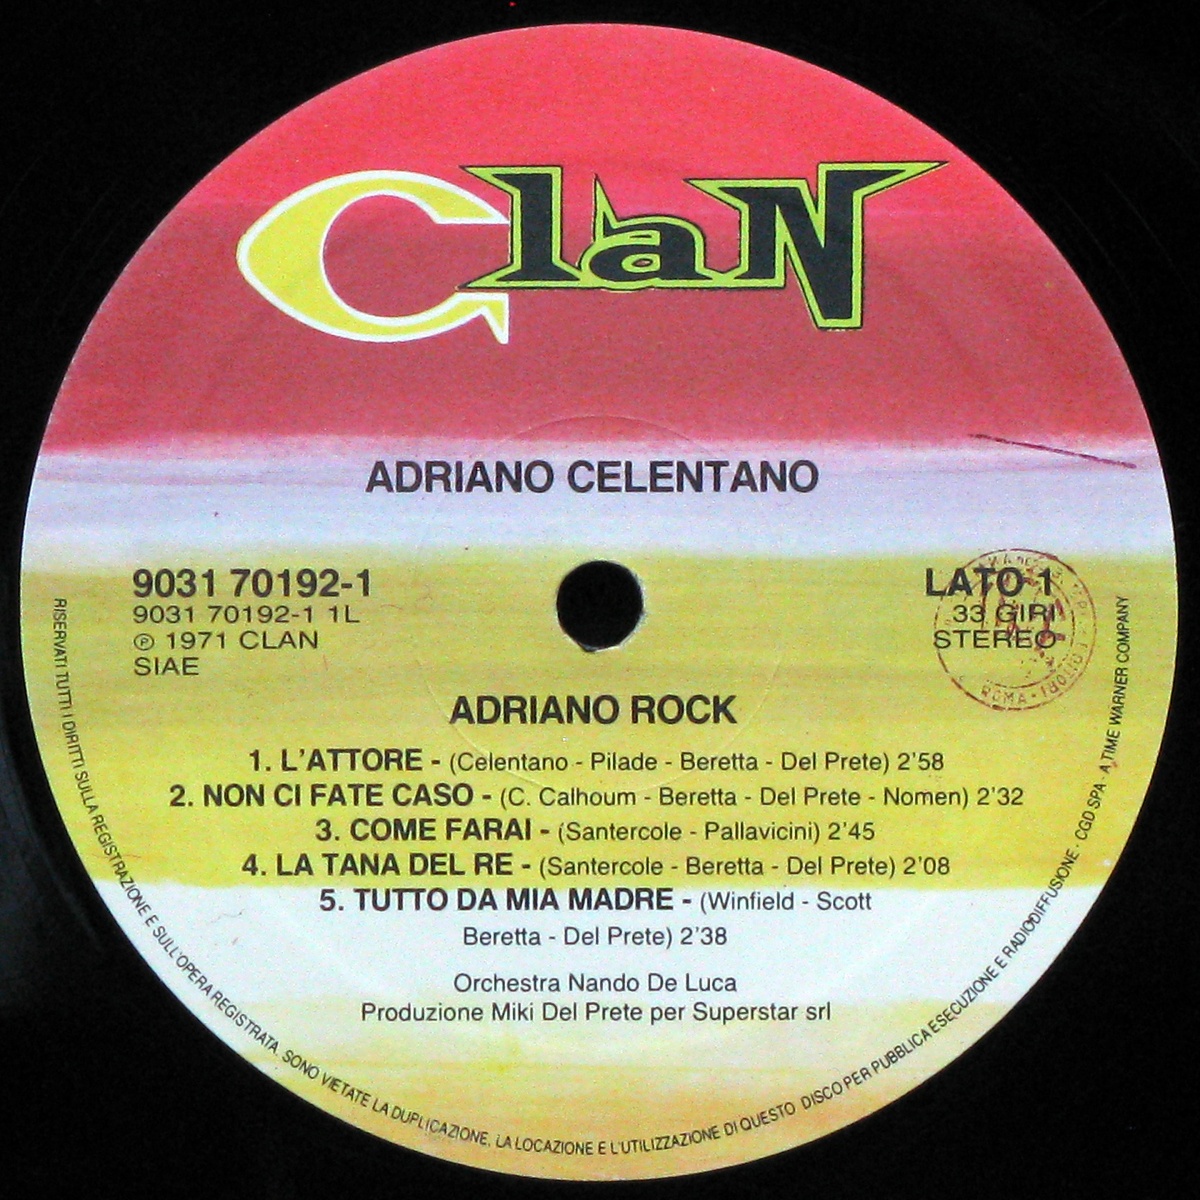 Clan
ADRIANO CELENTANO
9031 70192-1
9031 70192-1 1L
℗ 1971 CLAN
SIAE
LATO 1
33 GIRI
STEREO
ROMA
ADRIANO ROCK
1. L'ATTORE - (Celentano - Pilade - Beretta - Del Prete) 2'58
2. NON CI FATE CASO - (C. Calhoum - Beretta - Del Prete - Nomen) 2'32
3. COME FARAI - (Santercole - Pallavicini) 2'45
4. LA TANA DEL RE - (Santercole - Beretta - Del Prete) 2'08
5. TUTTO DA MIA MADRE - (Winfield - Scott
Beretta - Del Prete) 2'38
Orchestra Nando De Luca
Produzione Miki Del Prete per Superstar srl
RISERVATI TUTTI I DIRITTI SULLA REGISTRAZIONE E SULL'OPERA REGISTRATA. SONO VIETATE LA DUPLICAZIONE, LA LOCAZIONE E L'UTILIZZAZIONE DI QUESTO DISCO PER PUBBLICA ESECUZIONE E RADIODIFFUSIONE · CGD SPA · A TIME WARNER COMPANY